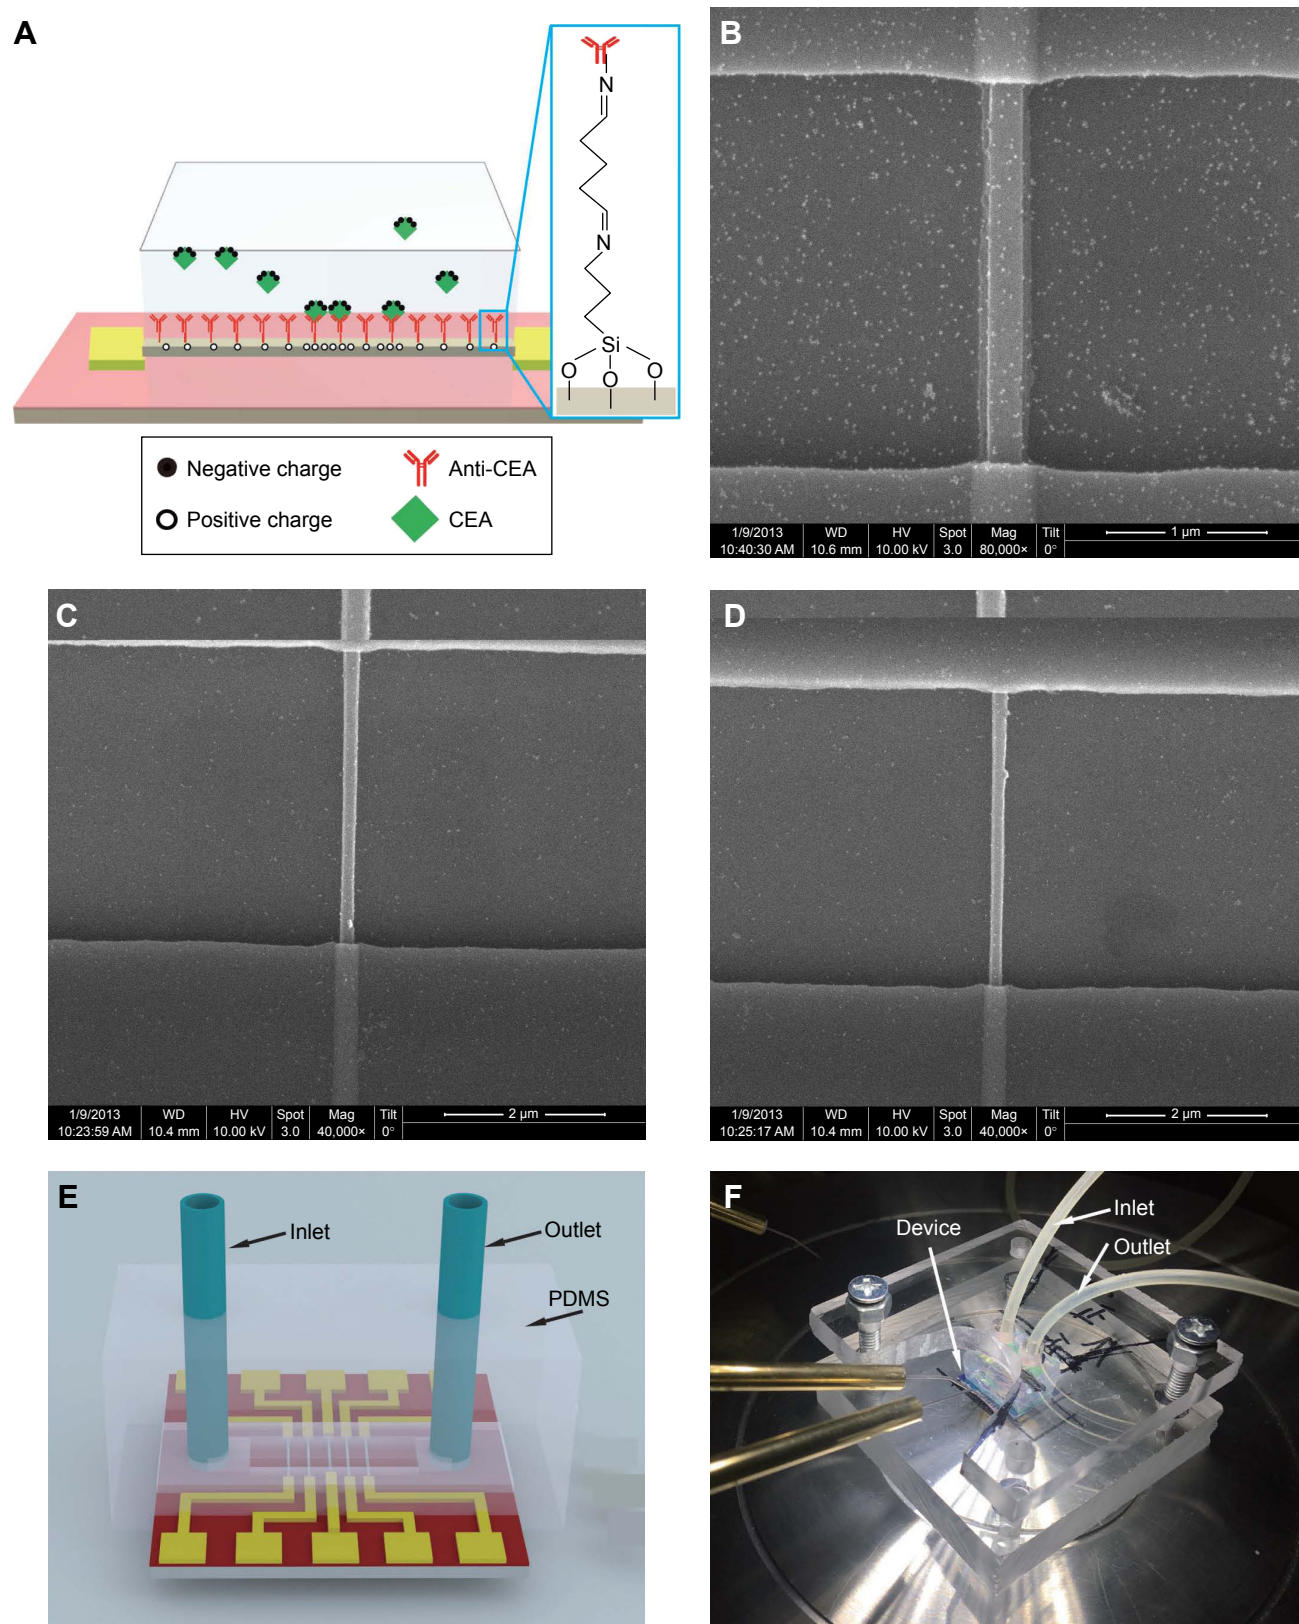 A
N
N
Si
O
O
O
Negative charge
Anti-CEA
Positive charge
CEA
B
1/9/2013 WD HV Spot Mag Tilt 1 µm
10:40:30 AM 10.6 mm 10.00 kV 3.0 80,000× 0°
C
1/9/2013 WD HV Spot Mag Tilt 2 µm
10:23:59 AM 10.4 mm 10.00 kV 3.0 40,000× 0°
D
1/9/2013 WD HV Spot Mag Tilt 2 µm
10:25:17 AM 10.4 mm 10.00 kV 3.0 40,000× 0°
E
Inlet
Outlet
PDMS
F
Inlet
Device
Outlet